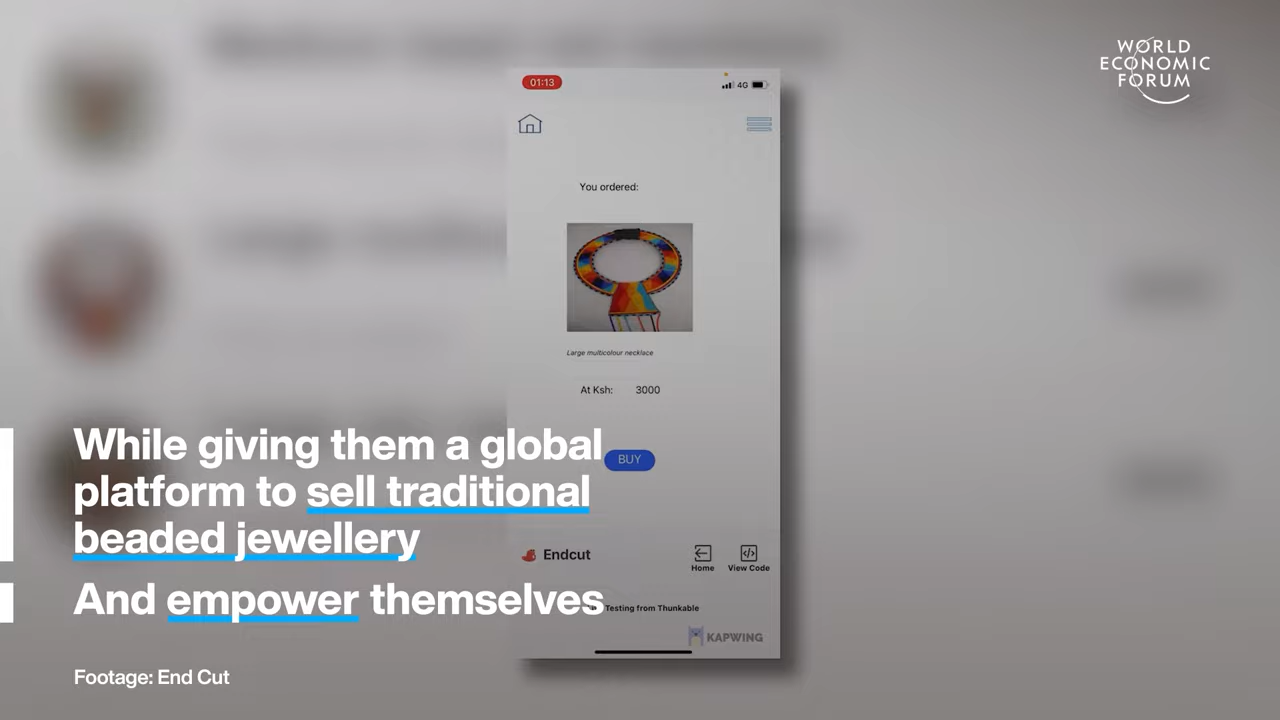 WORLD
ECONOMIC
FORUM
01:13
4G
You ordered:
Large multicolour necklace
At Ksh: 3000
BUY
While giving them a global
platform to sell traditional
beaded jewellery
Endcut
Home
View Code
And empower themselves
Testing from Thunkable
KAPWING
Footage: End Cut